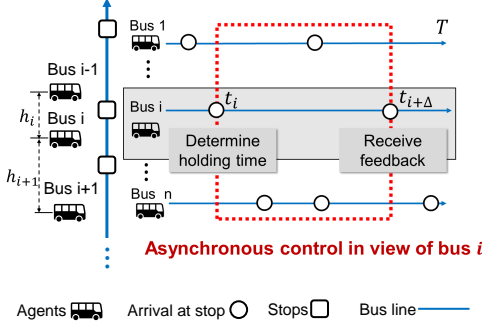 Bus 1
T
Bus i-1
h_i
Bus i
Bus i
t_i
t_{i+Δ}
Determine
holding time
Receive
feedback
h_{i+1}
Bus i+1
Bus n
Asynchronous control in view of bus i
Agents
Arrival at stop
Stops
Bus line